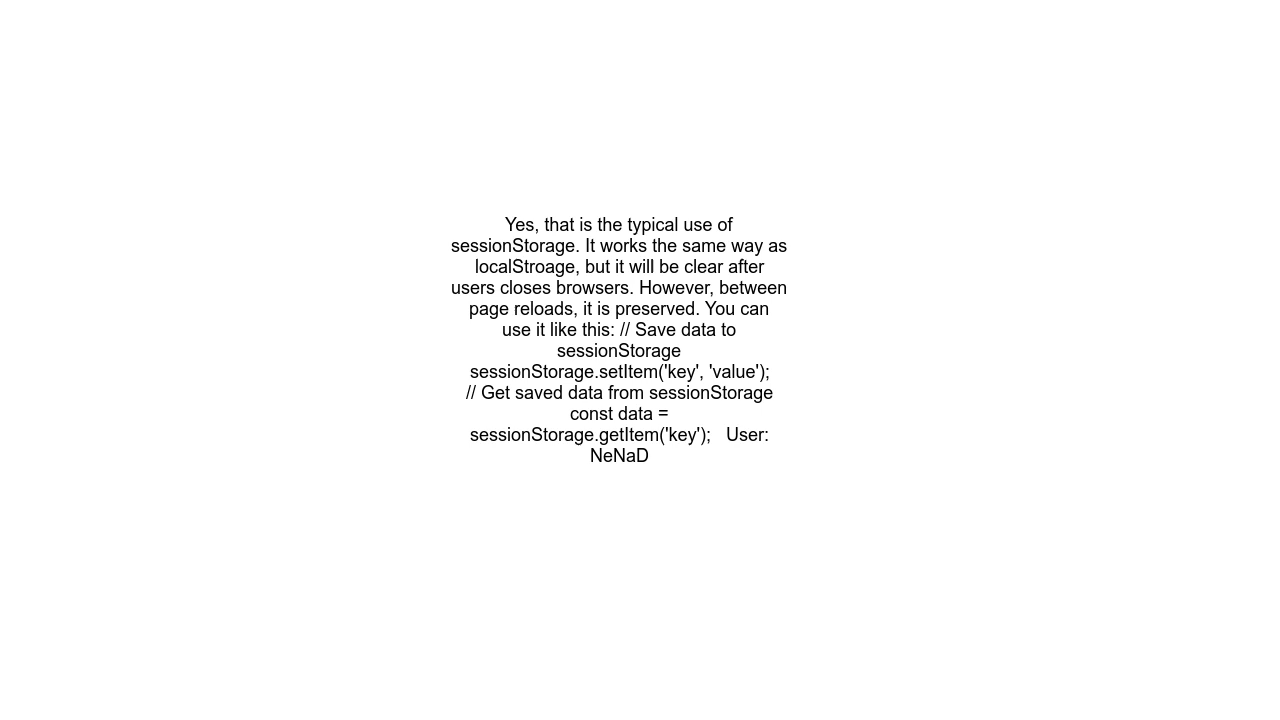 Yes, that is the typical use of
sessionStorage. It works the same way as
localStroage, but it will be clear after
users closes browsers. However, between
page reloads, it is preserved. You can
use it like this: // Save data to
sessionStorage
sessionStorage.setItem('key', 'value');
// Get saved data from sessionStorage
const data =
sessionStorage.getItem('key');   User:
NeNaD